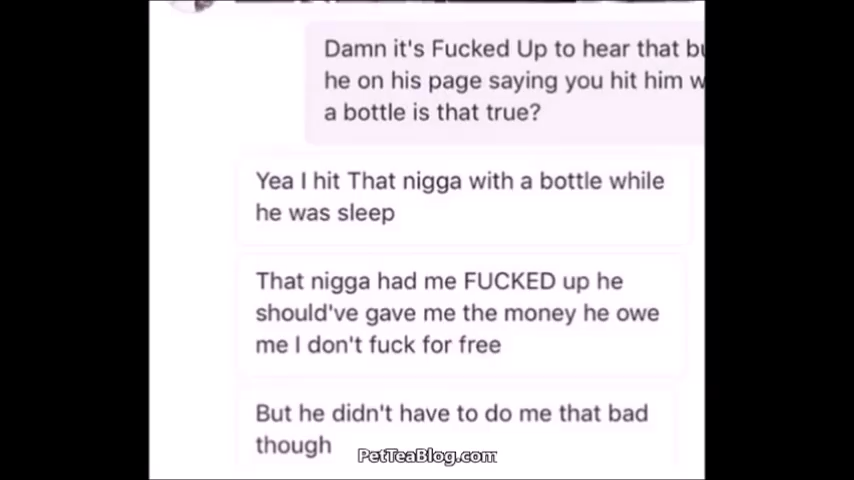 Damn it's Fucked Up to hear that
he on his page saying you hit him
a bottle is that true?
Yea I hit That nigga with a bottle while
he was sleep
That nigga had me FUCKED up he
should've gave me the money he owe
me I don't fuck for free
But he didn't have to do me that bad
though
PetTeaBlog.com